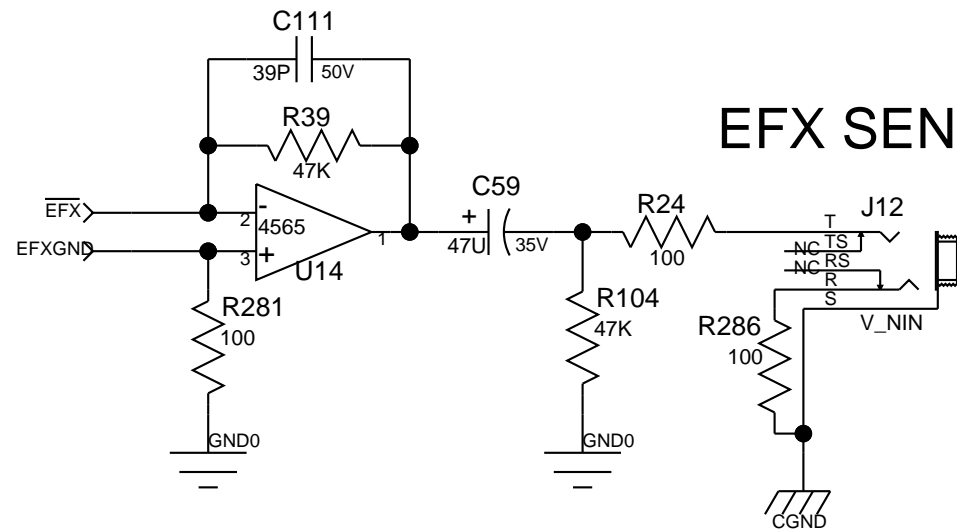 C111
39P 50V
R39
47K
EFX SEN
EFX
EFXGND
2 - 4565 1
3 +
U14
C59
+ 47U 35V
R24
100
J12
T
NC TS
NC RS
R
S
V_NIN
R281
100
R104
47K
R286
100
GND0
GND0
CGND